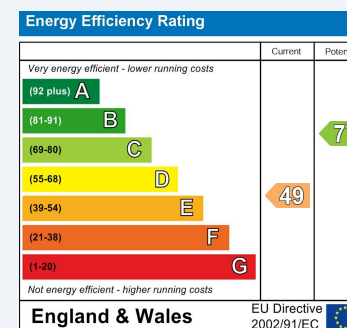 Energy Efficiency Rating
Current
Very energy efficient - lower running costs
(92 plus) A
(81-91) B
(69-80) C
(55-68) D
(39-54) E
49
(21-38) F
(1-20) G
Not energy efficient - higher running costs
England & Wales
EU Directive
2002/91/EC